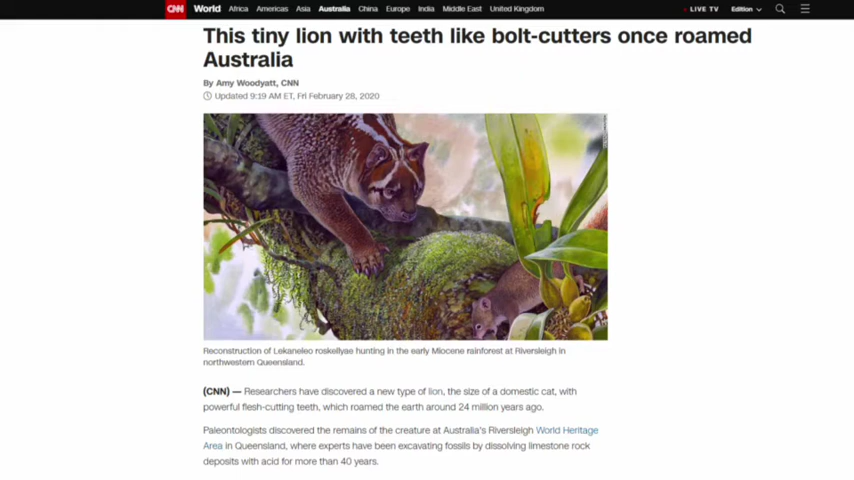 CNN World Africa Americas Asia Australia China Europe India Middle East United Kingdom LIVE TV Edition
This tiny lion with teeth like bolt-cutters once roamed
Australia
By Amy Woodyatt, CNN
Updated 9:19 AM ET, Fri February 28, 2020
Reconstruction of Lekaneleo roskellyae hunting in the early Miocene rainforest at Riversleigh in
northwestern Queensland.
(CNN) — Researchers have discovered a new type of lion, the size of a domestic cat, with
powerful flesh-cutting teeth, which roamed the earth around 24 million years ago.
Paleontologists discovered the remains of the creature at Australia's Riversleigh World Heritage
Area in Queensland, where experts have been excavating fossils by dissolving limestone rock
deposits with acid for more than 40 years.